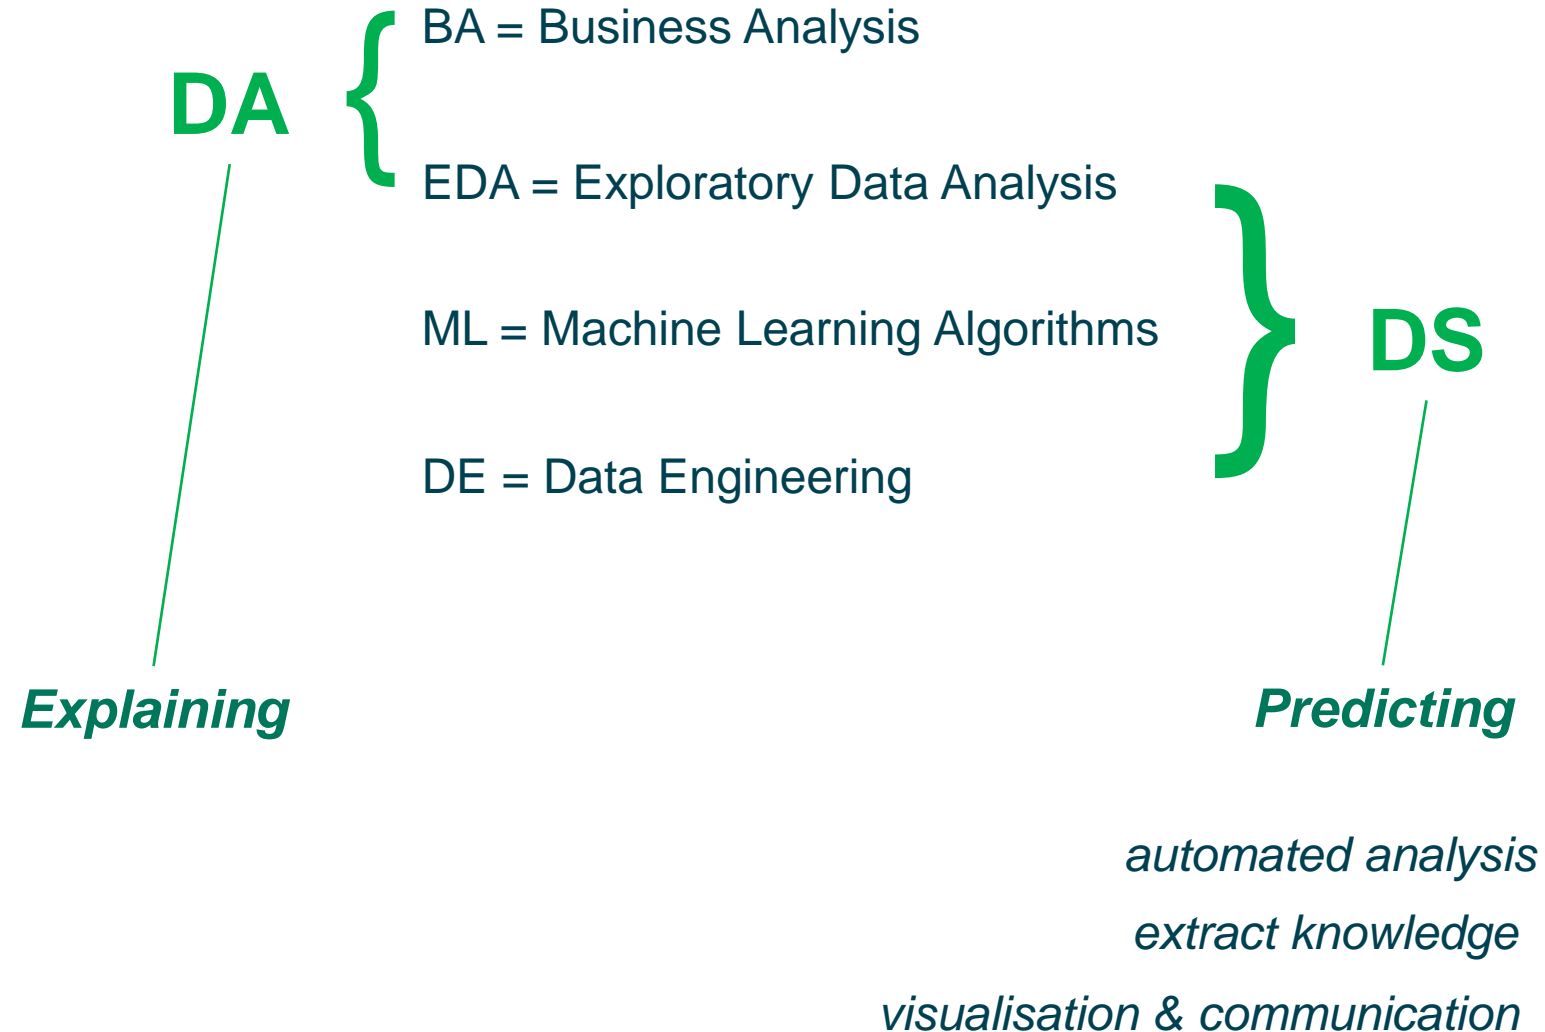 BA = Business Analysis
DA
{
EDA = Exploratory Data Analysis
}
ML = Machine Learning Algorithms
DS
DE = Data Engineering
Explaining
Predicting
automated analysis
extract knowledge
visualisation & communication